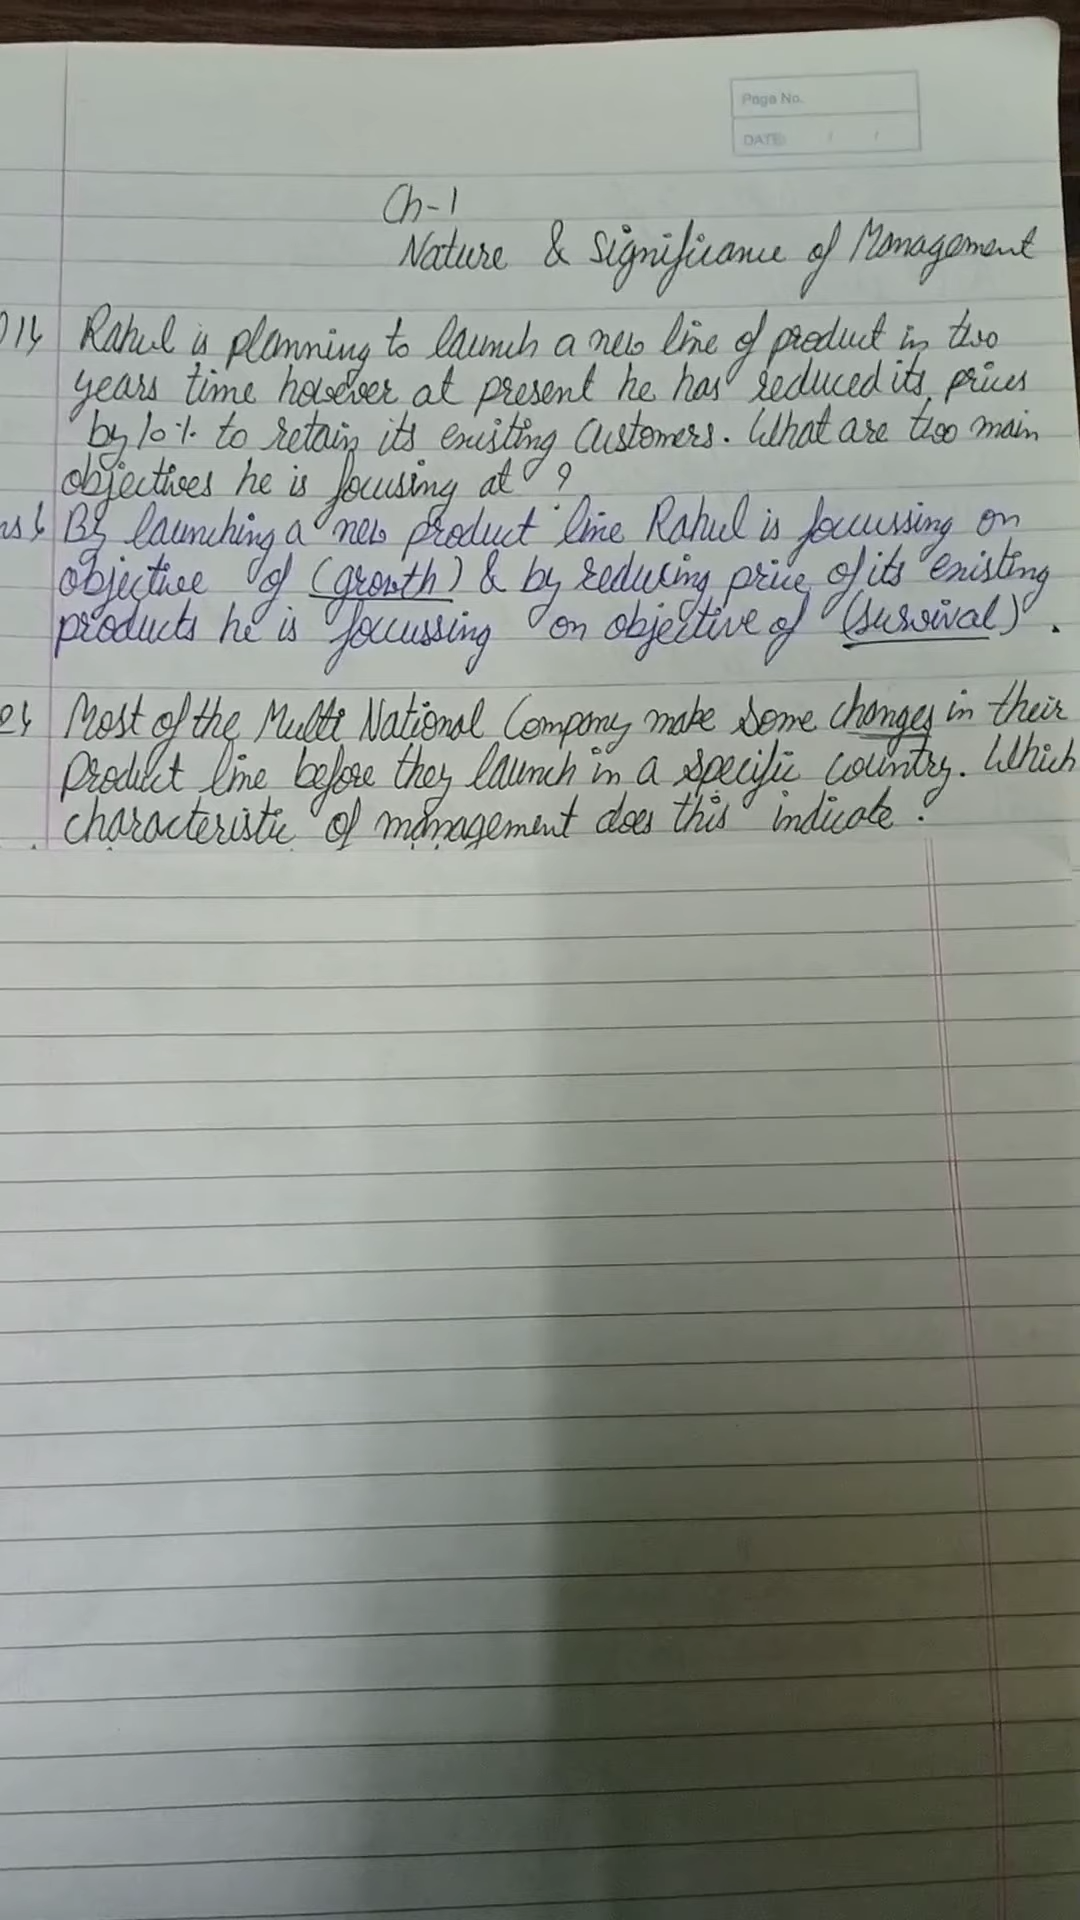 Page No.
DATE: / /
Ch-1
Nature & Significance of Management
Rahul is planning to launch a new line of product in two
years time however at present he has reduced its prices
by 10% to retain its existing customers. What are two main
objectives he is focusing at ?
By launching a new product line Rahul is focussing on
objective of (growth) & by reducing price of its existing
products he is foccussing on objective of (survival).
Most of the Multi National Company make some changes in their
product line before they launch in a specific country. Which
characteristic of management does this indicate.